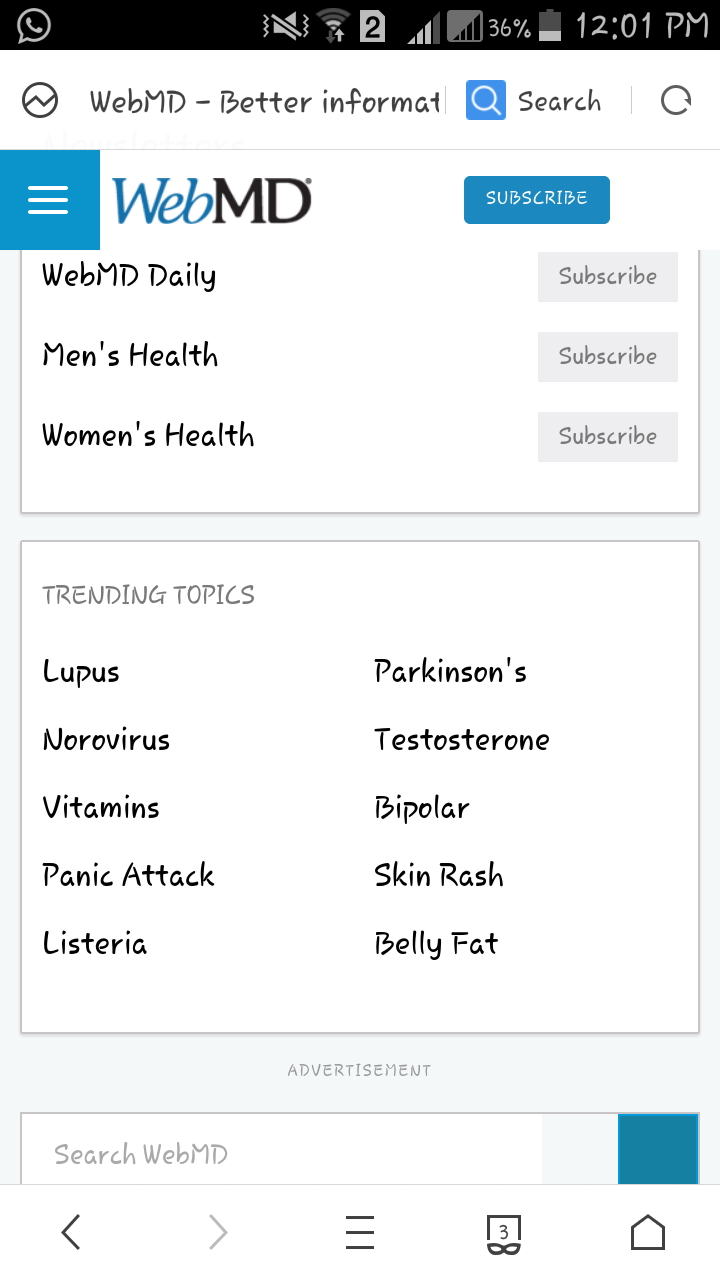 2
36%
12:01 PM
WebMD - Better informat
Search
Newsletters
WebMD
SUBSCRIBE
WebMD Daily
Subscribe
Men's Health
Subscribe
Women's Health
Subscribe
TRENDING TOPICS
Lupus
Parkinson's
Norovirus
Testosterone
Vitamins
Bipolar
Panic Attack
Skin Rash
Listeria
Belly Fat
ADVERTISEMENT
Search WebMD
3